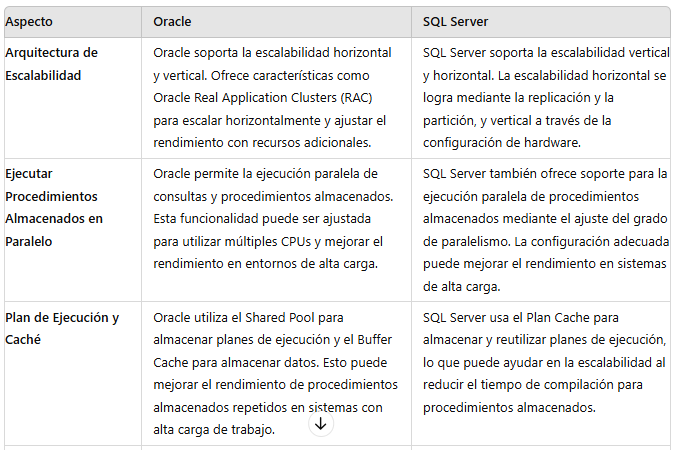 Aspecto Oracle SQL Server
Arquitectura de
Escalabilidad
Oracle soporta la escalabilidad horizontal
y vertical. Ofrece características como
Oracle Real Application Clusters (RAC)
para escalar horizontalmente y ajustar el
rendimiento con recursos adicionales.
SQL Server soporta la escalabilidad vertical
y horizontal. La escalabilidad horizontal se
logra mediante la replicación y la
partición, y vertical a través de la
configuración de hardware.
Ejecutar
Procedimientos
Almacenados en
Paralelo
Oracle permite la ejecución paralela de
consultas y procedimientos almacenados.
Esta funcionalidad puede ser ajustada
para utilizar múltiples CPUs y mejorar el
rendimiento en entornos de alta carga.
SQL Server también ofrece soporte para la
ejecución paralela de procedimientos
almacenados mediante el ajuste del grado
de paralelismo. La configuración adecuada
puede mejorar el rendimiento en sistemas
de alta carga.
Plan de Ejecución y
Caché
Oracle utiliza el Shared Pool para
almacenar planes de ejecución y el Buffer
Cache para almacenar datos. Esto puede
mejorar el rendimiento de procedimientos
almacenados repetidos en sistemas con
alta carga de trabajo.
SQL Server usa el Plan Cache para
almacenar y reutilizar planes de ejecución,
lo que puede ayudar en la escalabilidad al
reducir el tiempo de compilación para
procedimientos almacenados.